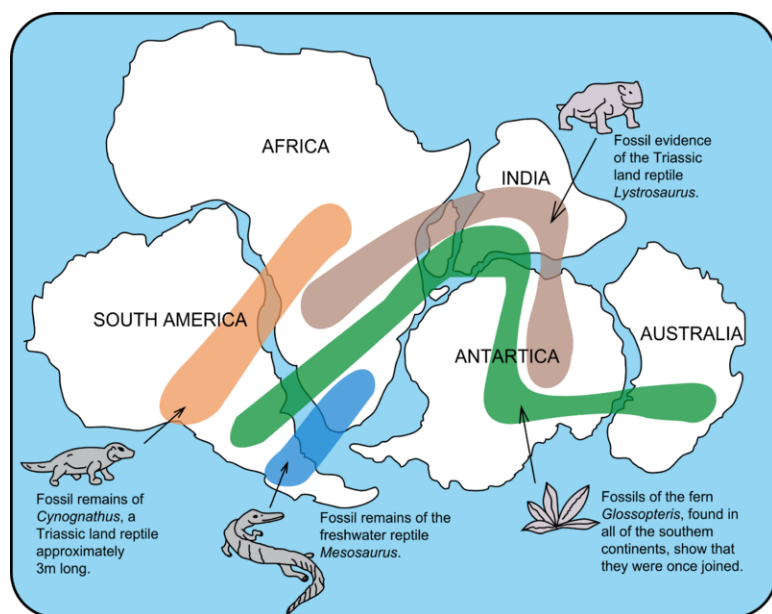 AFRICA
INDIA
Fossil evidence
of the Triassic
land reptile
Lystrosaurus.
SOUTH AMERICA
ANTARTICA
AUSTRALIA
Fossil remains of
Cynognathus, a
Triassic land reptile
approximately
3m long.
Fossil remains of the
freshwater reptile
Mesosaurus.
Fossils of the fern
Glossopteris, found in
all of the southem
continents, show that
they were once joined.